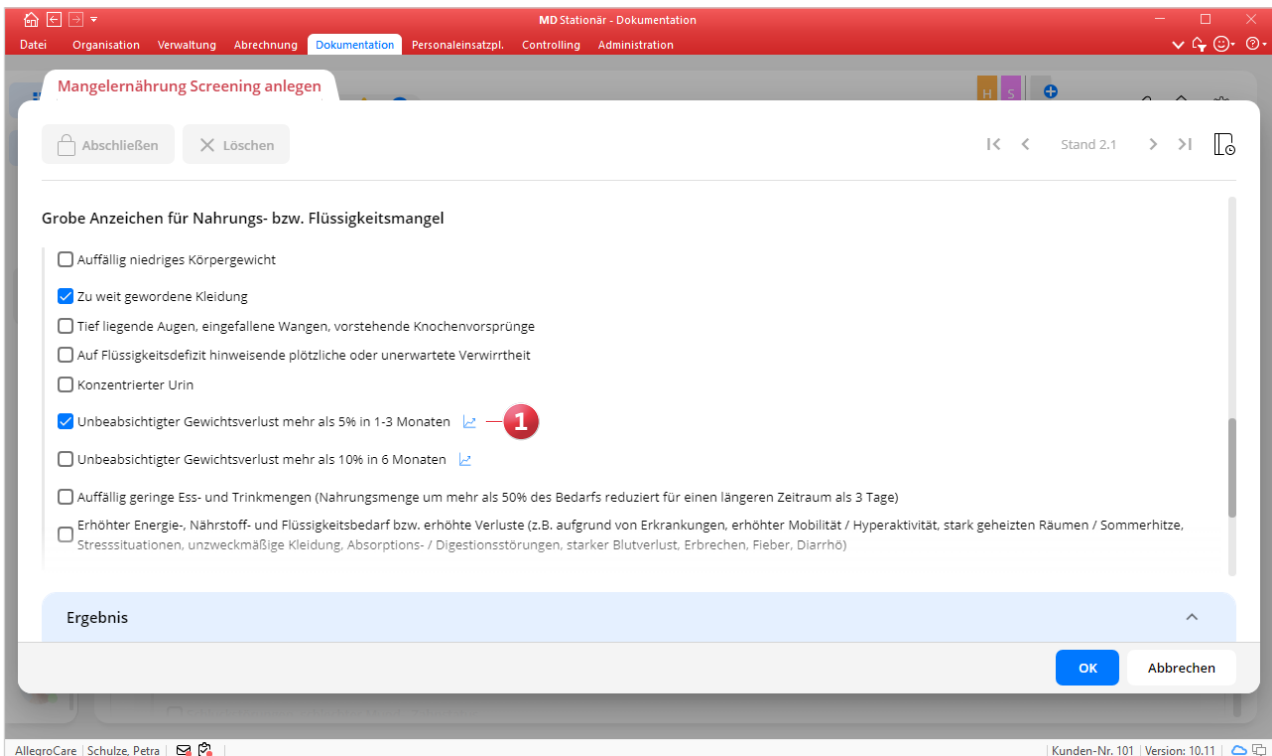 MD Stationär - Dokumentation
Datei Organisation Verwaltung Abrechnung Dokumentation Personaleinsatzpl. Controlling Administration
Mangelernährung Screening anlegen
H S
Abschließen Löschen Stand 2.1
Grobe Anzeichen für Nahrungs- bzw. Flüssigkeitsmangel
Auffällig niedriges Körpergewicht
Zu weit gewordene Kleidung
Tief liegende Augen, eingefallene Wangen, vorstehende Knochenvorsprünge
Auf Flüssigkeitsdefizit hinweisende plötzliche oder unerwartete Verwirrtheit
Konzentrierter Urin
Unbeabsichtigter Gewichtsverlust mehr als 5% in 1-3 Monaten 1
Unbeabsichtigter Gewichtsverlust mehr als 10% in 6 Monaten
Auffällig geringe Ess- und Trinkmengen (Nahrungsmenge um mehr als 50% des Bedarfs reduziert für einen längeren Zeitraum als 3 Tage)
Erhöhter Energie-, Nährstoff- und Flüssigkeitsbedarf bzw. erhöhte Verluste (z.B. aufgrund von Erkrankungen, erhöhter Mobilität / Hyperaktivität, stark geheizten Räumen / Sommerhitze,
Stresssituationen, unzweckmäßige Kleidung, Absorptions- / Digestionsstörungen, starker Blutverlust, Erbrechen, Fieber, Diarrhö)
Ergebnis
OK Abbrechen
AllegroCare Schulze, Petra Kunden-Nr. 101 Version: 10.11